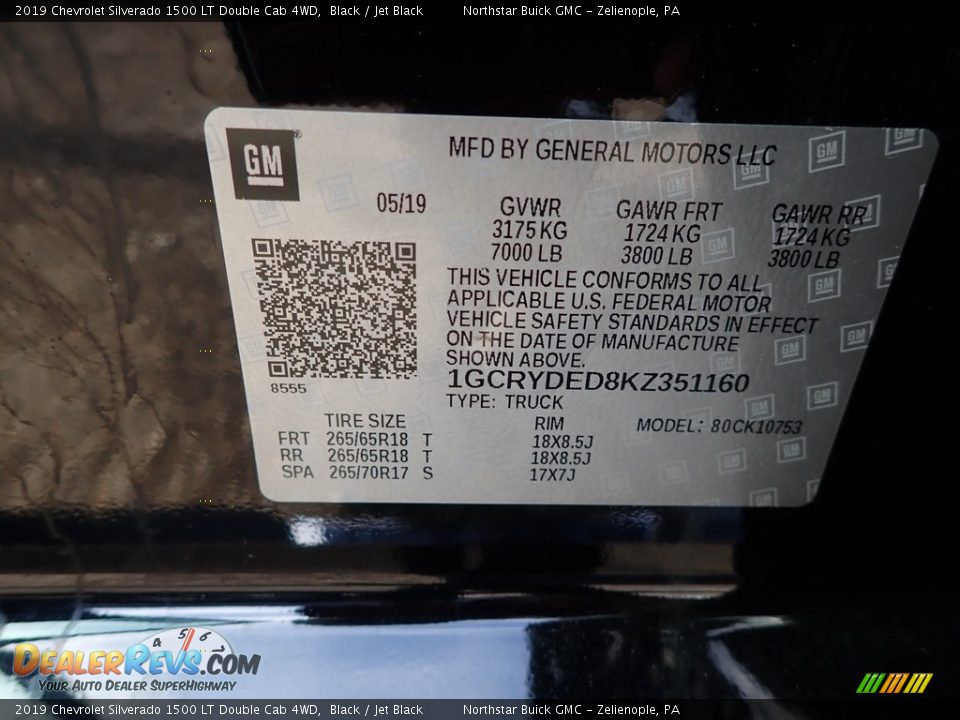 2019 Chevrolet Silverado 1500 LT Double Cab 4WD, Black / Jet Black Northstar Buick GMC – Zelienople, PA
GM
MFD BY GENERAL MOTORS LLC
05/19
GVWR GAWR FRT GAWR RR
3175 KG 1724 KG 1724 KG
7000 LB 3800 LB 3800 LB
THIS VEHICLE CONFORMS TO ALL
APPLICABLE U.S. FEDERAL MOTOR
VEHICLE SAFETY STANDARDS IN EFFECT
ON THE DATE OF MANUFACTURE
SHOWN ABOVE.
8555
1GCRYDED8KZ351160
TYPE: TRUCK
TIRE SIZE RIM MODEL: 80CK10753
FRT 265/65R18 T 18X8.5J
RR 265/65R18 T 18X8.5J
SPA 265/70R17 S 17X7J
4 5 6
DealerRevs.com
Your Auto Dealer SuperHighway
2019 Chevrolet Silverado 1500 LT Double Cab 4WD, Black / Jet Black Northstar Buick GMC – Zelienople, PA